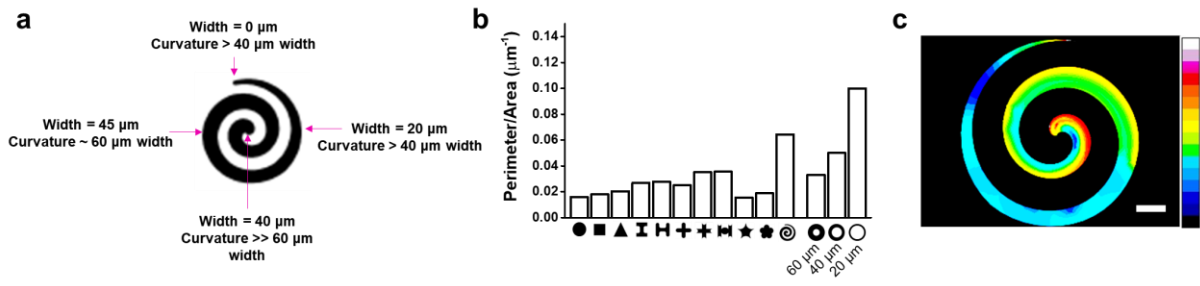 a
Width = 0 µm
Curvature > 40 µm width
Width = 45 µm
Curvature ~ 60 µm width
Width = 20 µm
Curvature > 40 µm width
Width = 40 µm
Curvature >> 60 µm
width
b
Perimeter/Area (µm⁻¹)
0.14
0.12
0.10
0.08
0.06
0.04
0.02
0.00
60 µm
40 µm
20 µm
c